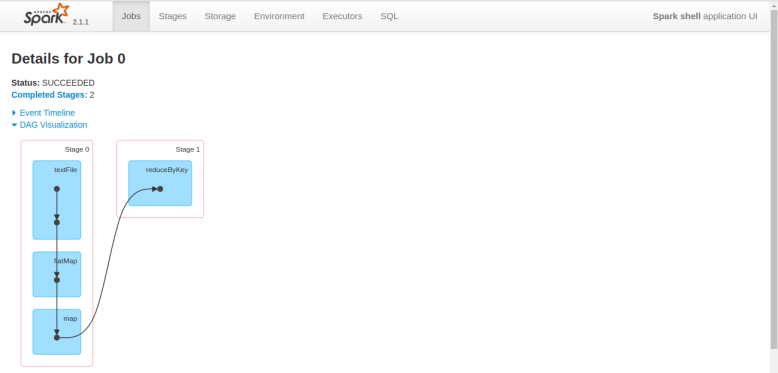 APACHE
Spark 2.1.1 Jobs Stages Storage Environment Executors SQL Spark shell application UI
Details for Job 0
Status: SUCCEEDED
Completed Stages: 2
Event Timeline
DAG Visualization
Stage 0 Stage 1
textFile reduceByKey
flatMap
map